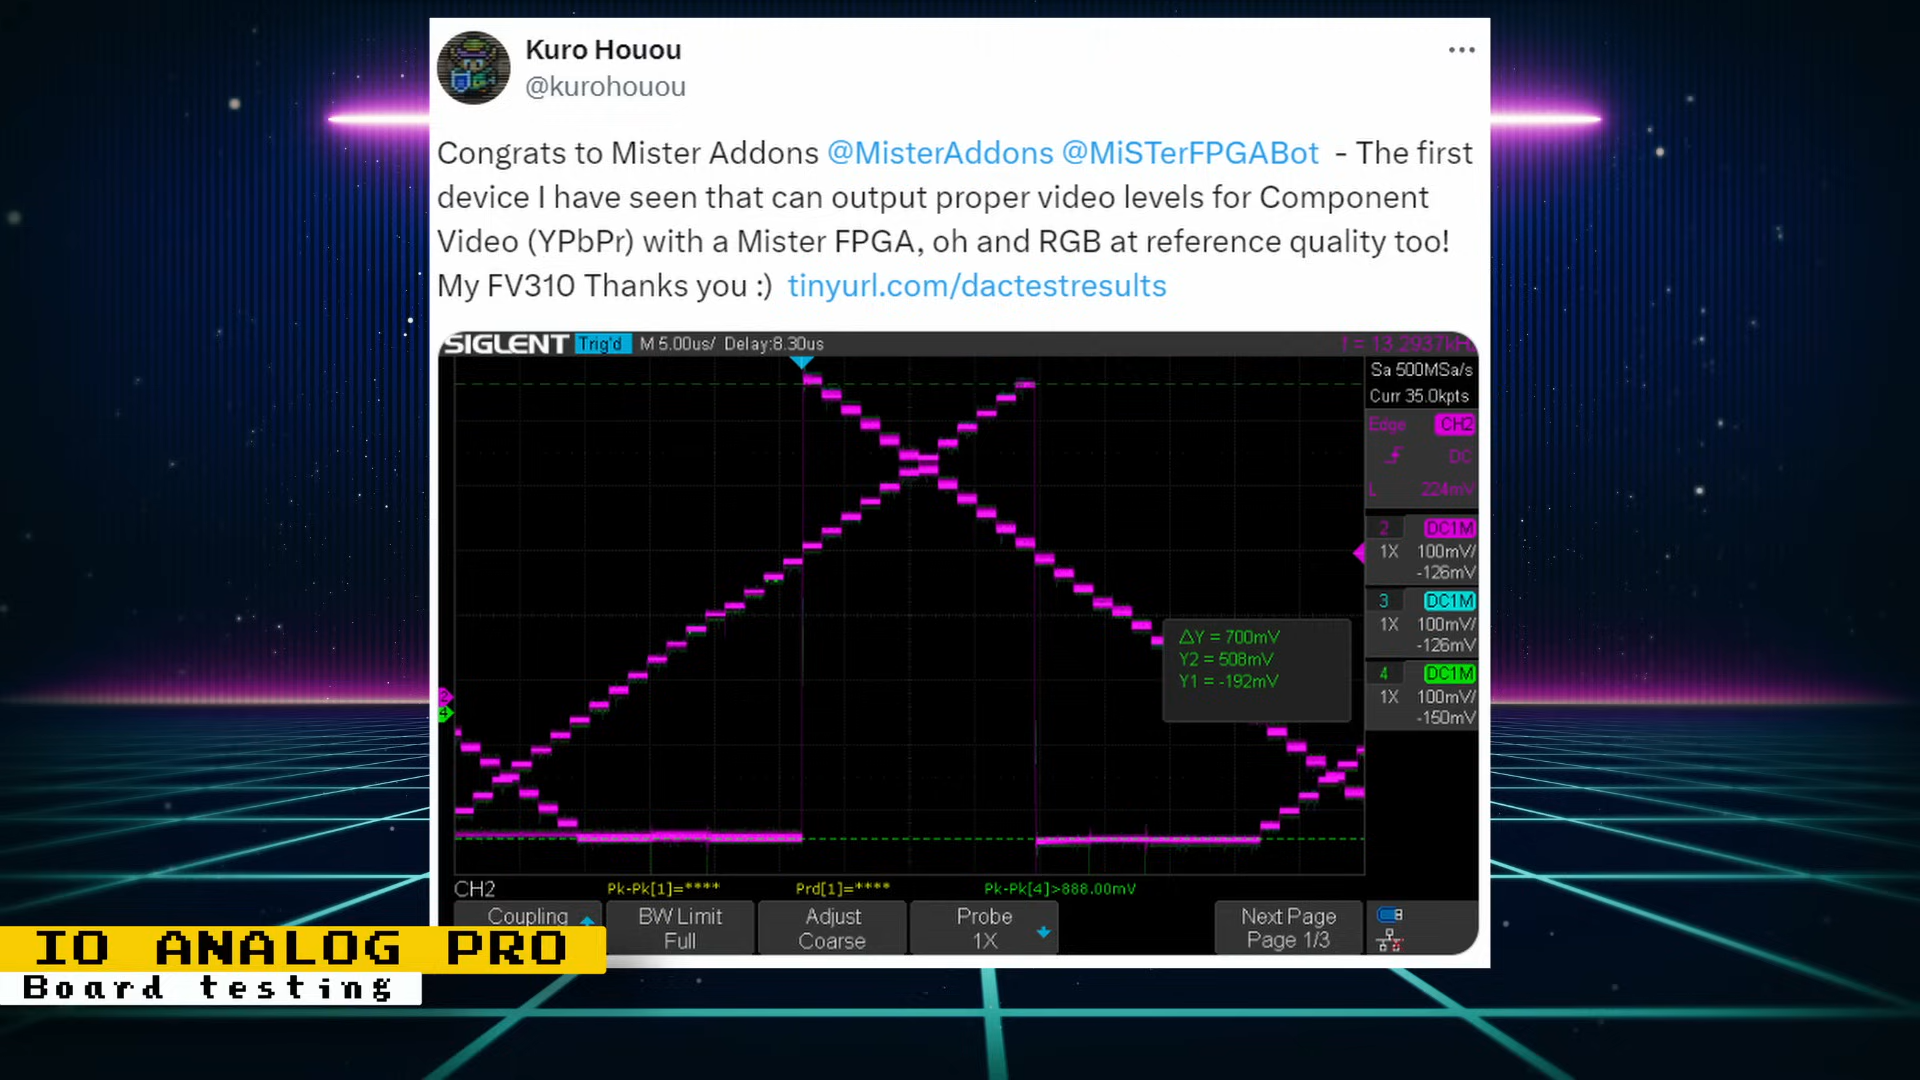 Kuro Houou
@kurohouou
Congrats to Mister Addons @MisterAddons @MiSTerFPGABot - The first
device I have seen that can output proper video levels for Component
Video (YPbPr) with a Mister FPGA, oh and RGB at reference quality too!
My FV310 Thanks you :) tinyurl.com/dactestresults
SIGLENT Trig'd M 5.00us/ Delay:8.30us
f = 13.2937kH
Sa 500MSa/s
Curr 35.0kpts
Edge CH2
DC
L 224mV
2 DC1M
1X 100mV/
-126mV
3 DC1M
1X 100mV/
-126mV
4 DC1M
1X 100mV/
-150mV
ΔY = 700mV
Y2 = 508mV
Y1 = -192mV
2
4
CH2 Pk-Pk[1]=**** Prd[1]=**** Pk-Pk[4]>888.00mV
Coupling BW Limit Adjust Probe Next Page
Full Coarse 1X Page 1/3
IO ANALOG PRO
Board testing